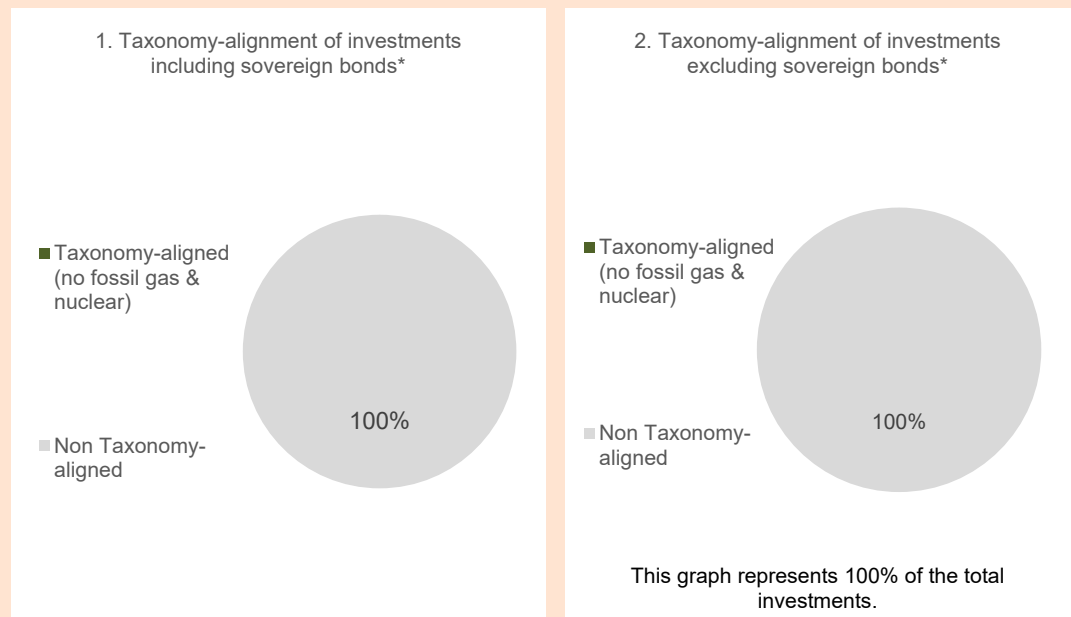 1. Taxonomy-alignment of investments
including sovereign bonds*
Taxonomy-aligned
(no fossil gas &
nuclear)
Non Taxonomy-
aligned
100%
2. Taxonomy-alignment of investments
excluding sovereign bonds*
Taxonomy-aligned
(no fossil gas &
nuclear)
Non Taxonomy-
aligned
100%
This graph represents 100% of the total
investments.